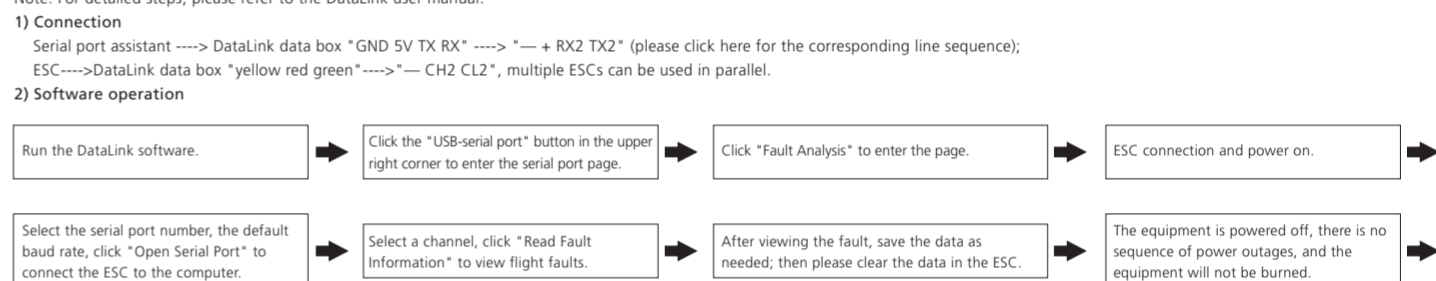 Note: For detailed steps, please refer to the DataLink user manual.
1) Connection
Serial port assistant ----> DataLink data box "GND 5V TX RX" ----> "— + RX2 TX2" (please click here for the corresponding line sequence);
ESC---->DataLink data box "yellow red green"---->"— CH2 CL2", multiple ESCs can be used in parallel.
2) Software operation
Run the DataLink software.
Click the "USB-serial port" button in the upper
right corner to enter the serial port page.
Click "Fault Analysis" to enter the page.
ESC connection and power on.
Select the serial port number, the default
baud rate, click "Open Serial Port" to
connect the ESC to the computer.
Select a channel, click "Read Fault
Information" to view flight faults.
After viewing the fault, save the data as
needed; then please clear the data in the ESC.
The equipment is powered off, there is no
sequence of power outages, and the
equipment will not be burned.